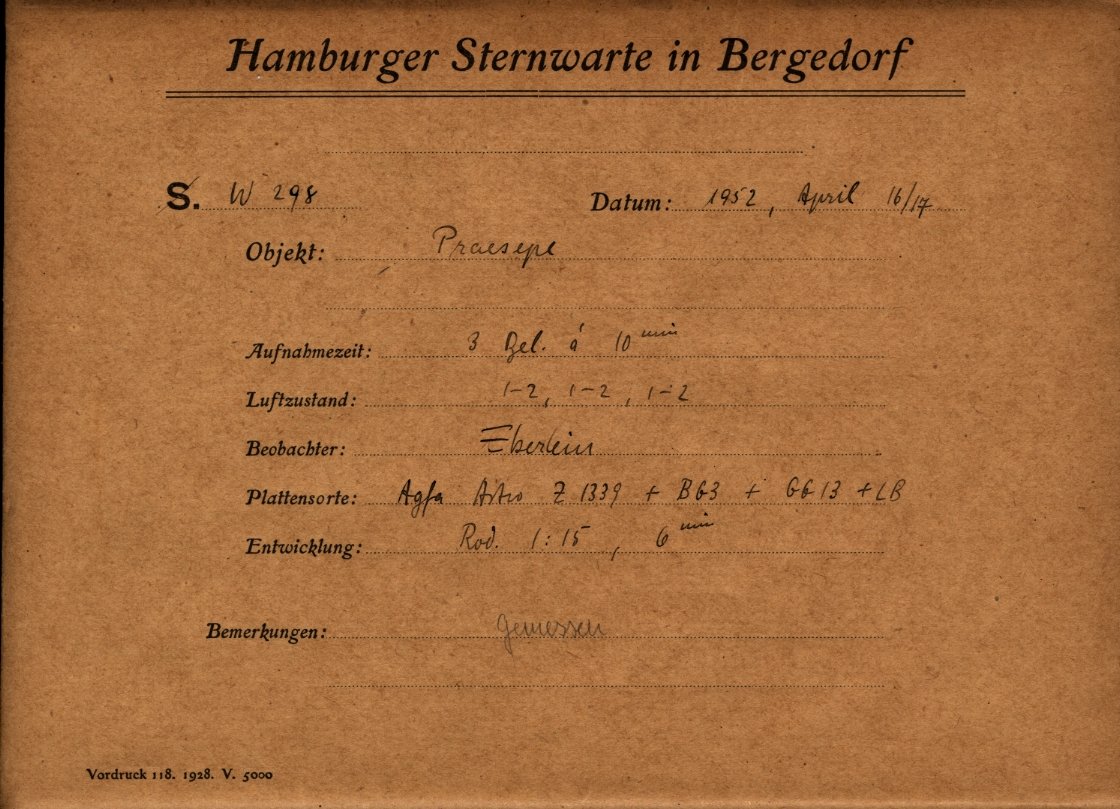 Hamburger Sternwarte in Bergedorf
S. W 298 Datum: 1952, April 16/17
Objekt: Praesepe
Aufnahmezeit: 3 Bel. á 10 min
Luftzustand: 1-2, 1-2, 1-2
Beobachter: Eberlein
Plattensorte: Agfa Astro Z 1339 + BG3 + GG13 + LB
Entwicklung: Rod. 1:15, 6 min
Bemerkungen: gemessen
Vordruck 118. 1928. V. 5000